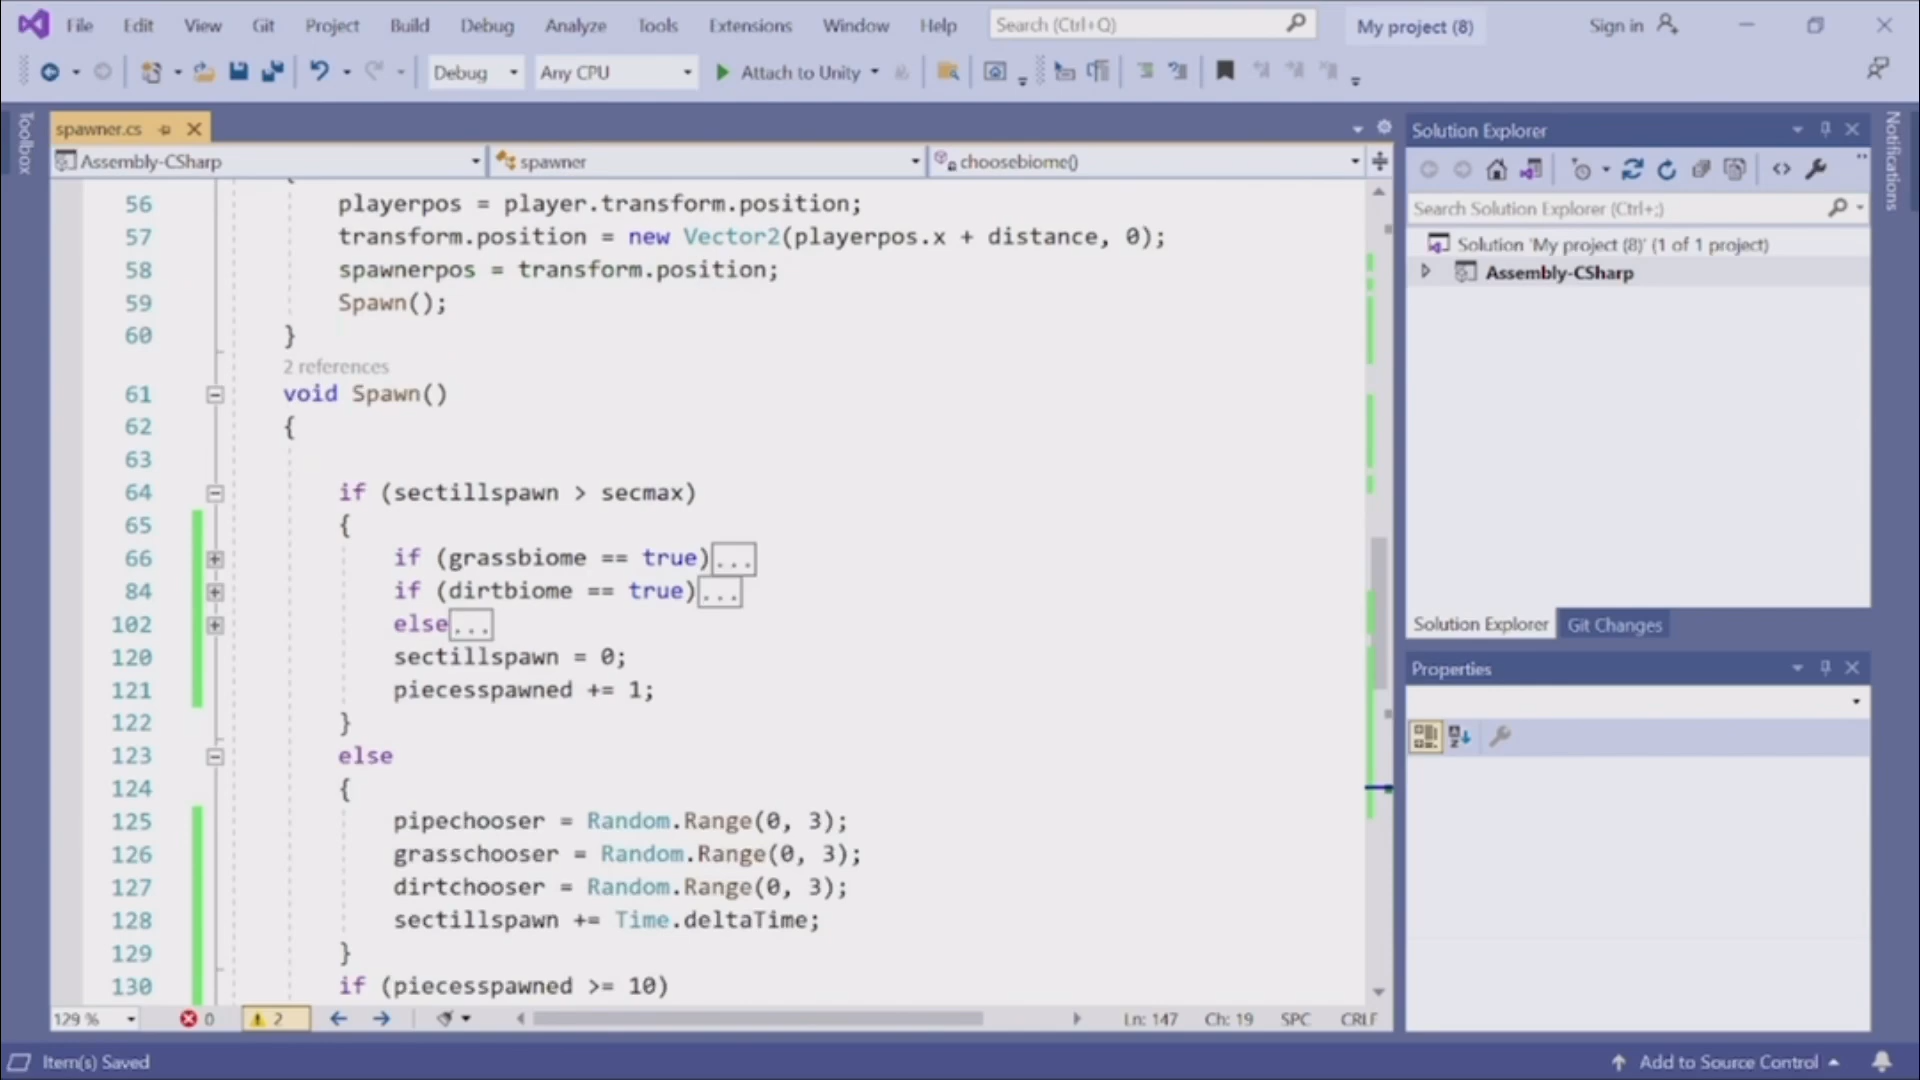 File Edit View Git Project Build Debug Analyze Tools Extensions Window Help Search (Ctrl+Q) My project (8) Sign in
Debug Any CPU Attach to Unity
Toolbox
spawner.cs
Assembly-CSharp spawner choosebiome()
56 playerpos = player.transform.position;
57 transform.position = new Vector2(playerpos.x + distance, 0);
58 spawnerpos = transform.position;
59 Spawn();
60 }
2 references
61 void Spawn()
62 {
63
64 if (sectillspawn > secmax)
65 {
66 if (grassbiome == true)...
84 if (dirtbiome == true)...
102 else...
120 sectillspawn = 0;
121 piecesspawned += 1;
122 }
123 else
124 {
125 pipechooser = Random.Range(0, 3);
126 grasschooser = Random.Range(0, 3);
127 dirtchooser = Random.Range(0, 3);
128 sectillspawn += Time.deltaTime;
129 }
130 if (piecesspawned >= 10)
129 % 0 2 Ln: 147 Ch: 19 SPC CRLF
Solution Explorer
Search Solution Explorer (Ctrl+;)
Solution 'My project (8)' (1 of 1 project)
Assembly-CSharp
Solution Explorer Git Changes
Properties
Notifications
Item(s) Saved Add to Source Control